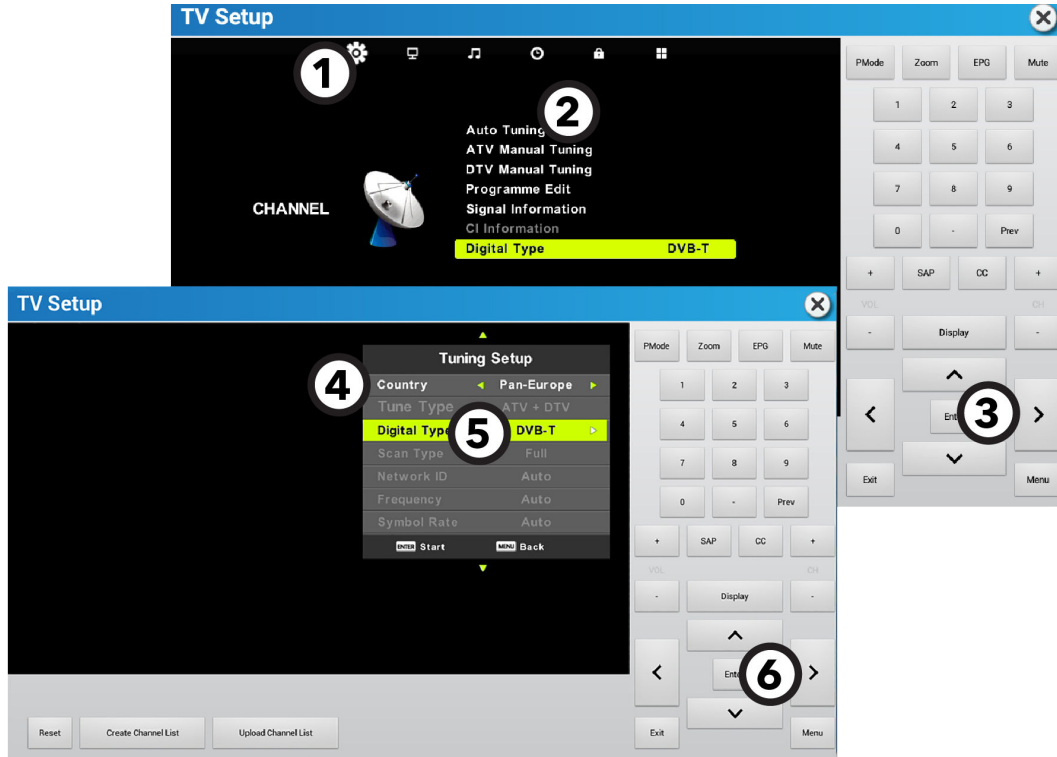 TV Setup
1
2
Auto Tuning
ATV Manual Tuning
DTV Manual Tuning
Programme Edit
Signal Information
CI Information
Digital Type DVB-T
CHANNEL
PMode Zoom EPG Mute
1 2 3
4 5 6
7 8 9
0 - Prev
+ SAP CC +
VOL CH
- Display -
3
Exit Menu
TV Setup
Tuning Setup
4
Country Pan-Europe
Tune Type ATV + DTV
Digital Type DVB-T
5
Scan Type Full
Network ID Auto
Frequency Auto
Symbol Rate Auto
ENTER Start MENU Back
PMode Zoom EPG Mute
1 2 3
4 5 6
7 8 9
0 - Prev
+ SAP CC +
VOL CH
- Display -
6
Exit Menu
Reset Create Channel List Upload Channel List